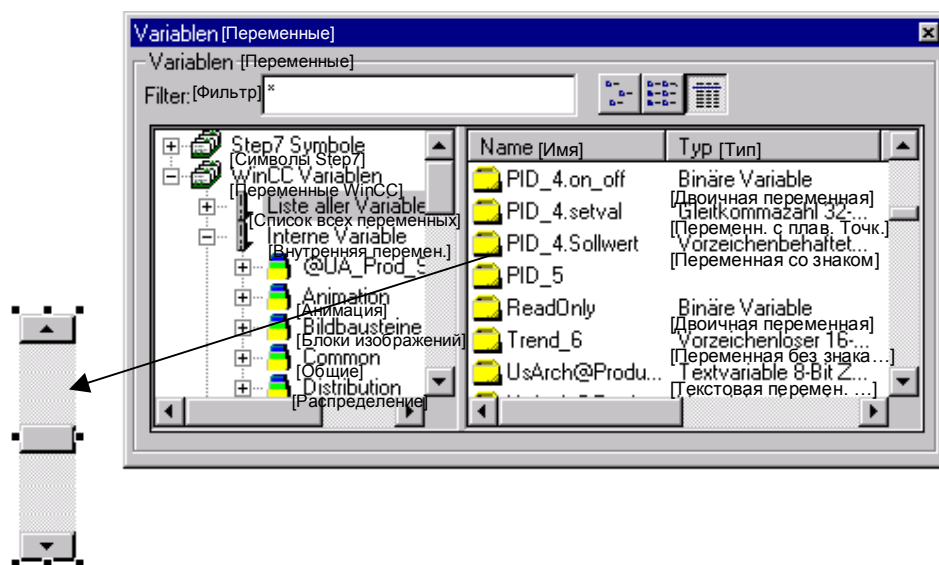 Variablen [Переменные]
Variablen [Переменные]
Filter: [Фильтр] *
Step7 Symbole
[Символы Step7]
WinCC Variablen
[Переменные WinCC]
Liste aller Variable
[Список всех переменных]
Interne Variable
[Внутренняя перемен.]
@UA_Prod_S
Animation
[Анимация]
Bildbausteine
[Блоки изображений]
Common
[Общие]
Distribution
[Распределение]
Name [Имя] Typ [Тип]
PID_4.on_off Binäre Variable
[Двоичная переменная]
PID_4.setval Gleitkommazahl 32-...
[Переменн. с плав. Точк.]
PID_4.Sollwert Vorzeichenbehaftet...
[Переменная со знаком]
PID_5
ReadOnly Binäre Variable
[Двоичная переменная]
Trend_6 Vorzeichenloser 16-...
[Переменная без знака…]
UsArch@Produ... Textvariable 8-Bit Z...
[Текстовая перемен. …]